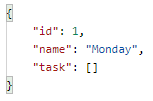 {
    "id": 1,
    "name": "Monday",
    "task": []
}